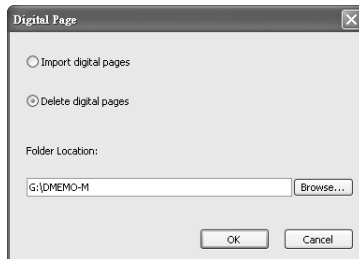 Digital Page
Import digital pages
Delete digital pages
Folder Location:
G:\DMEMO-M
Browse...
OK
Cancel